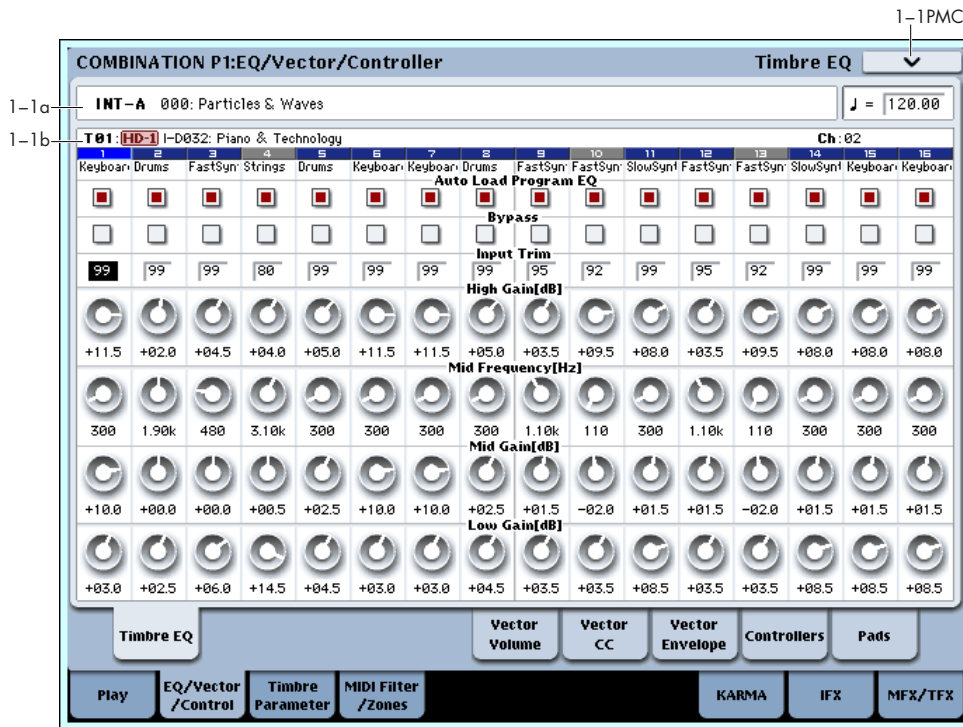 1–1PMC
COMBINATION P1:EQ/Vector/Controller Timbre EQ
1–1a
INT-A 000: Particles & Waves ♩ = 120.00
1–1b
T01: HD-1 I-D032: Piano & Technology Ch:02
1 2 3 4 5 6 7 8 9 10 11 12 13 14 15 16
Keyboar Drums FastSyn Strings Drums Keyboar Keyboar Drums FastSyn FastSyn SlowSyn FastSyn FastSyn SlowSyn Keyboar Keyboar
Auto Load Program EQ
Bypass
Input Trim
99 99 99 80 99 99 99 99 95 92 99 95 92 99 99 99
High Gain[dB]
+11.5 +02.0 +04.5 +04.0 +05.0 +11.5 +11.5 +05.0 +03.5 +09.5 +08.0 +03.5 +09.5 +08.0 +08.0 +08.0
Mid Frequency[Hz]
300 1.90k 480 3.10k 300 300 300 300 1.10k 110 300 1.10k 110 300 300 300
Mid Gain[dB]
+10.0 +00.0 +00.0 +00.5 +02.5 +10.0 +10.0 +02.5 +01.5 -02.0 +01.5 +01.5 -02.0 +01.5 +01.5 +01.5
Low Gain[dB]
+03.0 +02.5 +06.0 +14.5 +04.5 +03.0 +03.0 +04.5 +03.5 +03.5 +08.5 +03.5 +03.5 +08.5 +08.5 +08.5
Timbre EQ
Vector
Volume
Vector
CC
Vector
Envelope
Controllers
Pads
Play
EQ/Vector
/Control
Timbre
Parameter
MIDI Filter
/Zones
KARMA
IFX
MFX/TFX